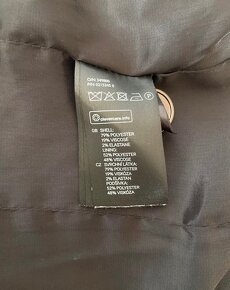 clevercare.info
GB SHELL:
79% POLYESTER
19% VISCOSE
2% ELASTANE
LINING:
52% POLYESTER
48% VISCOSE
CZ SVRCHNÍ LÁTKA:
79% POLYESTER
19% VISKÓZA
2% ELASTAN
PODŠÍVKA:
52% POLYESTER
48% VISKÓZA